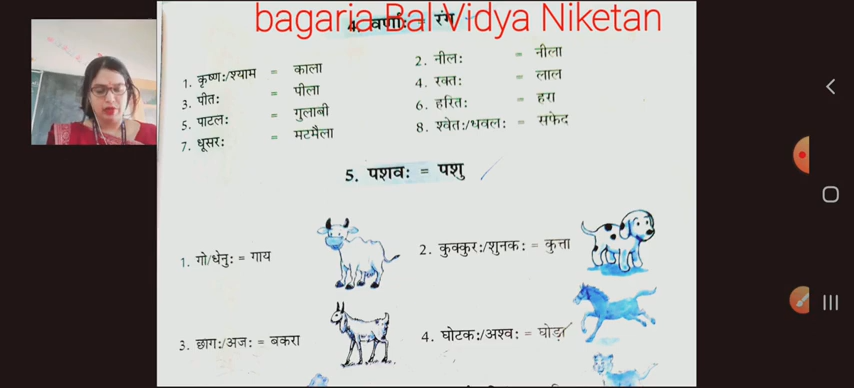 bagaria Bal Vidya Niketan
4. वर्णाः = रंग
1. कृष्ण:/श्याम = काला
2. नील: = नीला
3. पीत: = पीला
4. रक्त: = लाल
5. पाटल: = गुलाबी
6. हरित: = हरा
7. धूसर: = मटमैला
8. श्वेत:/धवल: = सफेद
5. पशव: = पशु
1. गो/धेनु: = गाय
2. कुक्कुर:/शुनक: = कुत्ता
3. छाग:/अज: = बकरा
4. घोटक:/अश्व: = घोड़ा